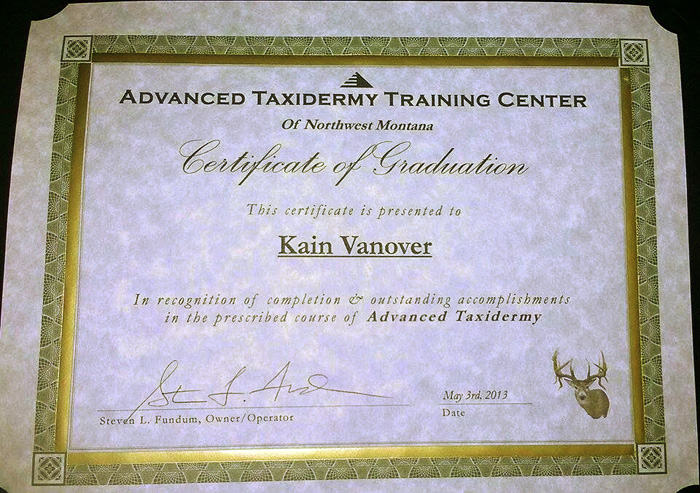 ADVANCED TAXIDERMY TRAINING CENTER
Of Northwest Montana
Certificate of Graduation
This certificate is presented to
Kain Vanover
In recognition of completion & outstanding accomplishments
in the prescribed course of Advanced Taxidermy
May 3rd, 2013
Steven L. Fundum, Owner/Operator
Date